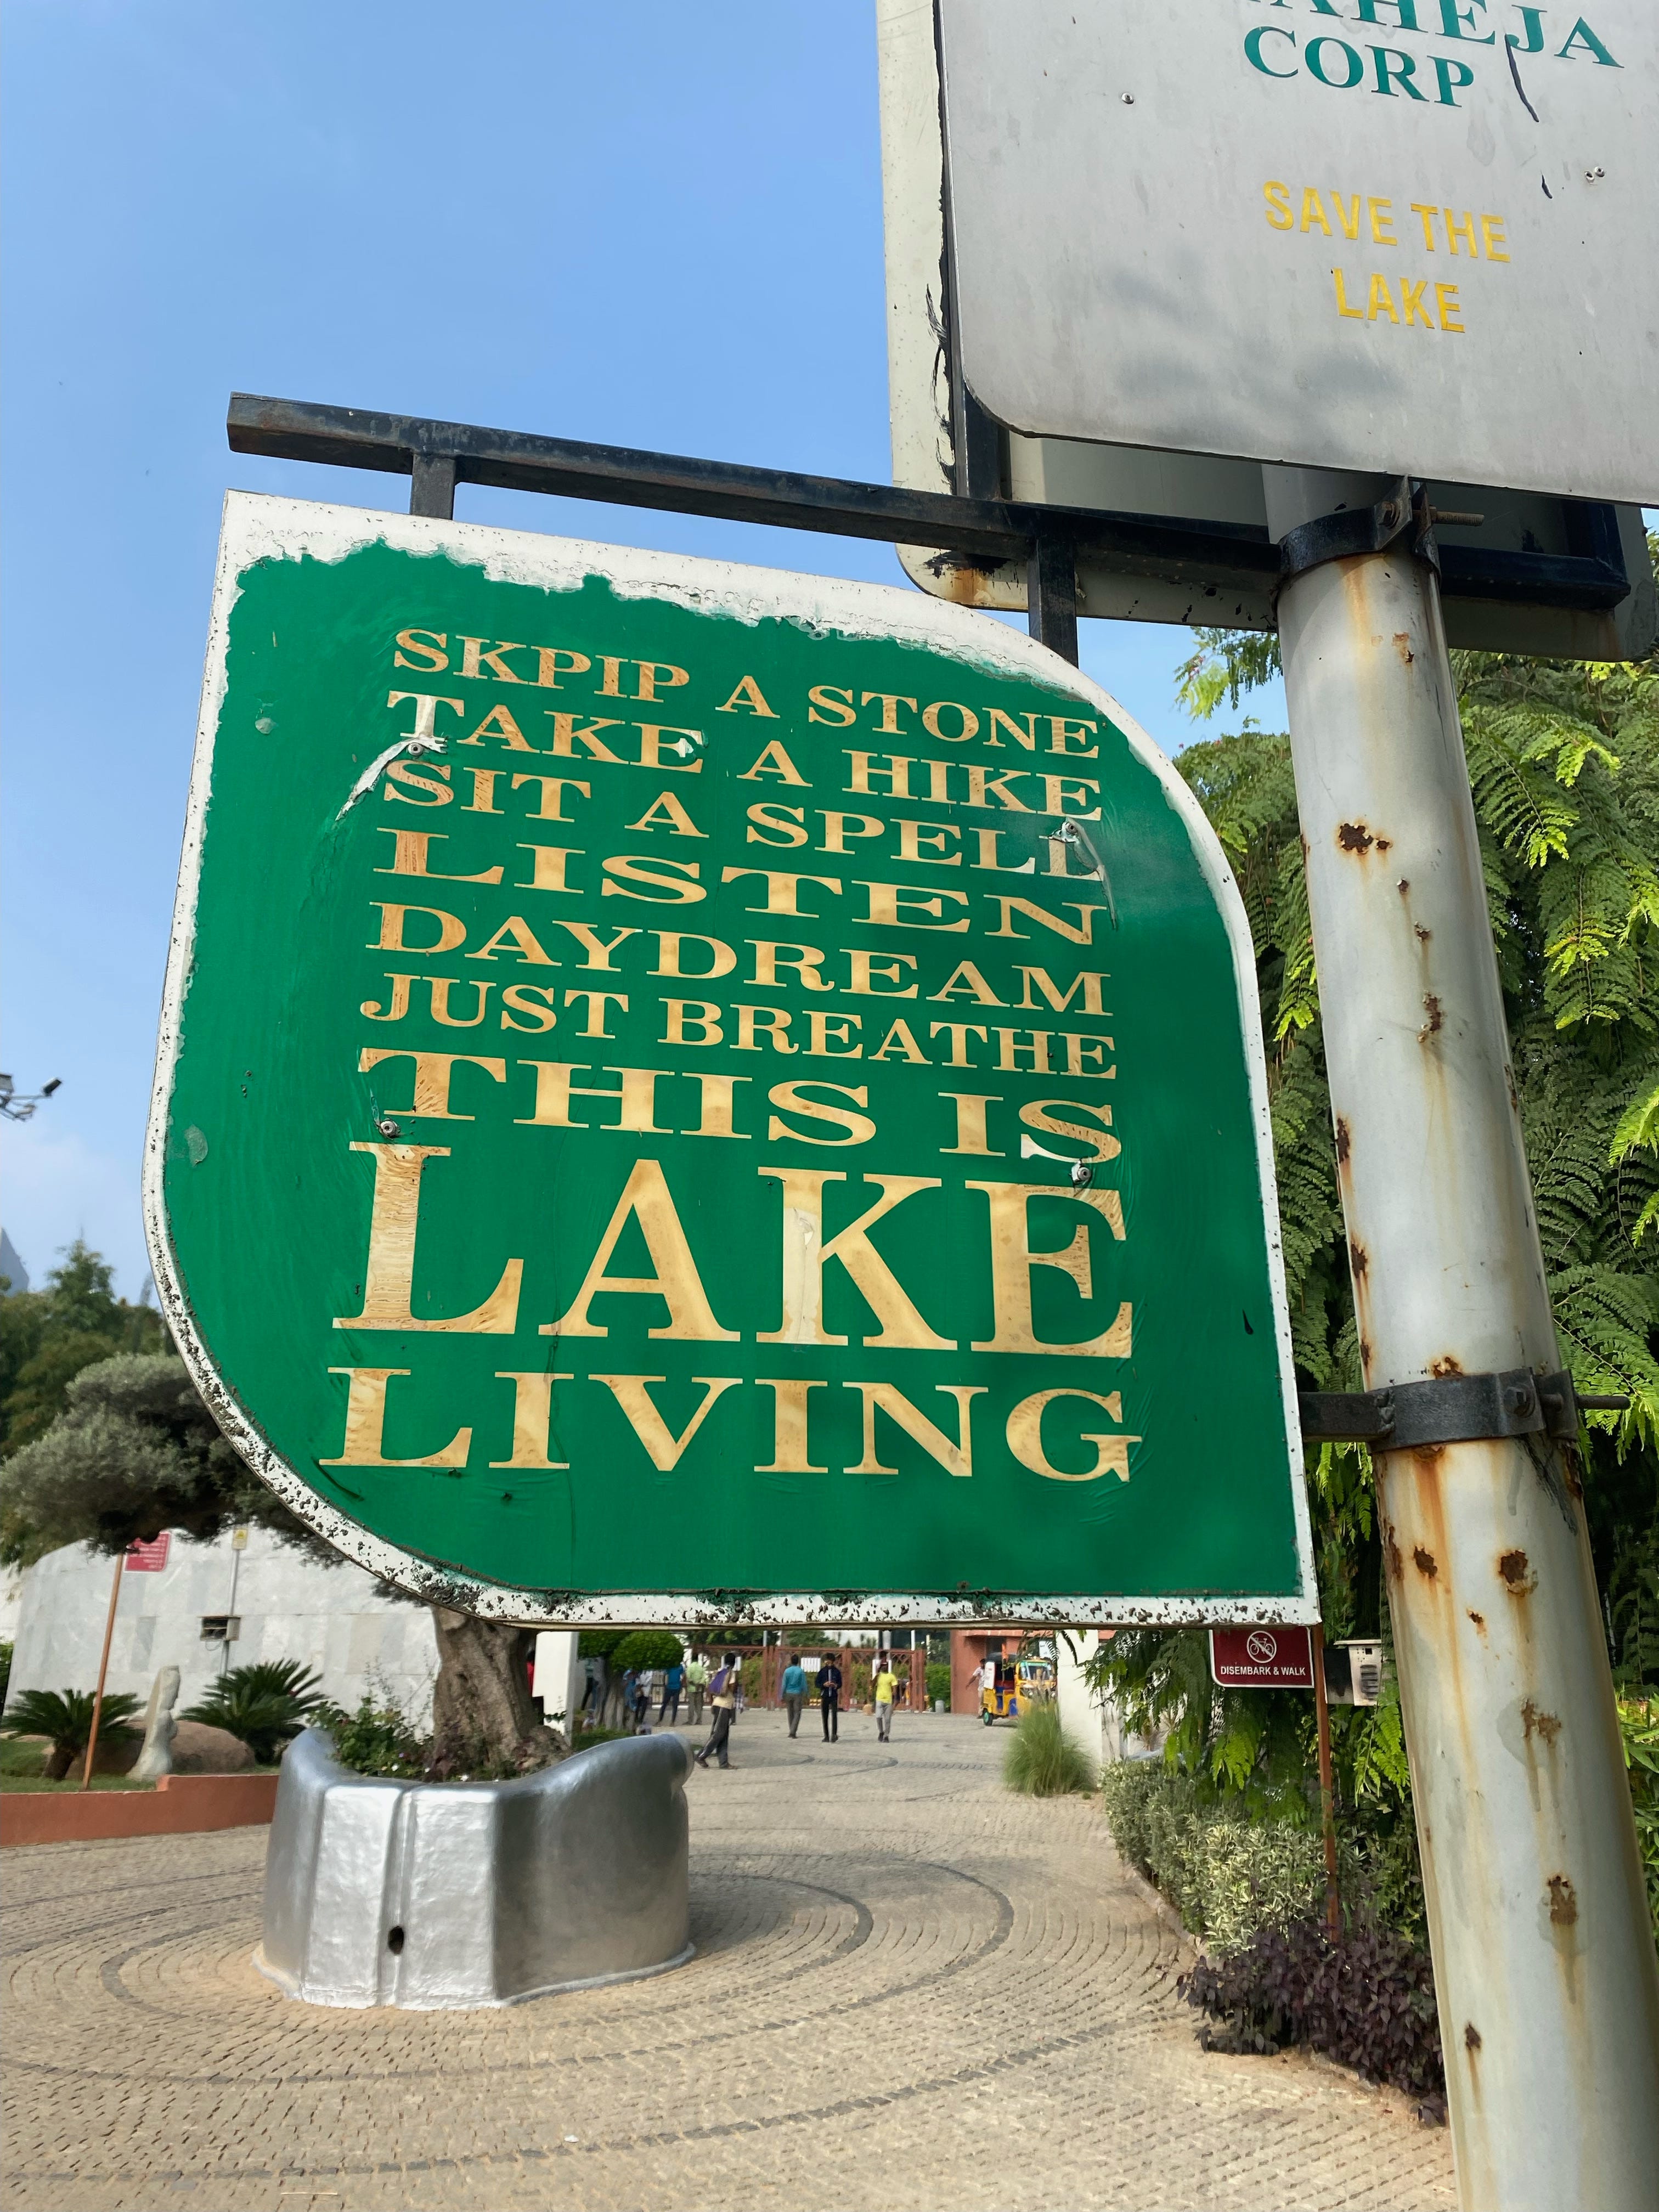 CORP
SAVE THE
LAKE
SKPIP A STONE
TAKE A HIKE
SIT A SPELL
LISTEN
DAYDREAM
JUST BREATHE
THIS IS
LAKE
LIVING
DISEMBARK & WALK